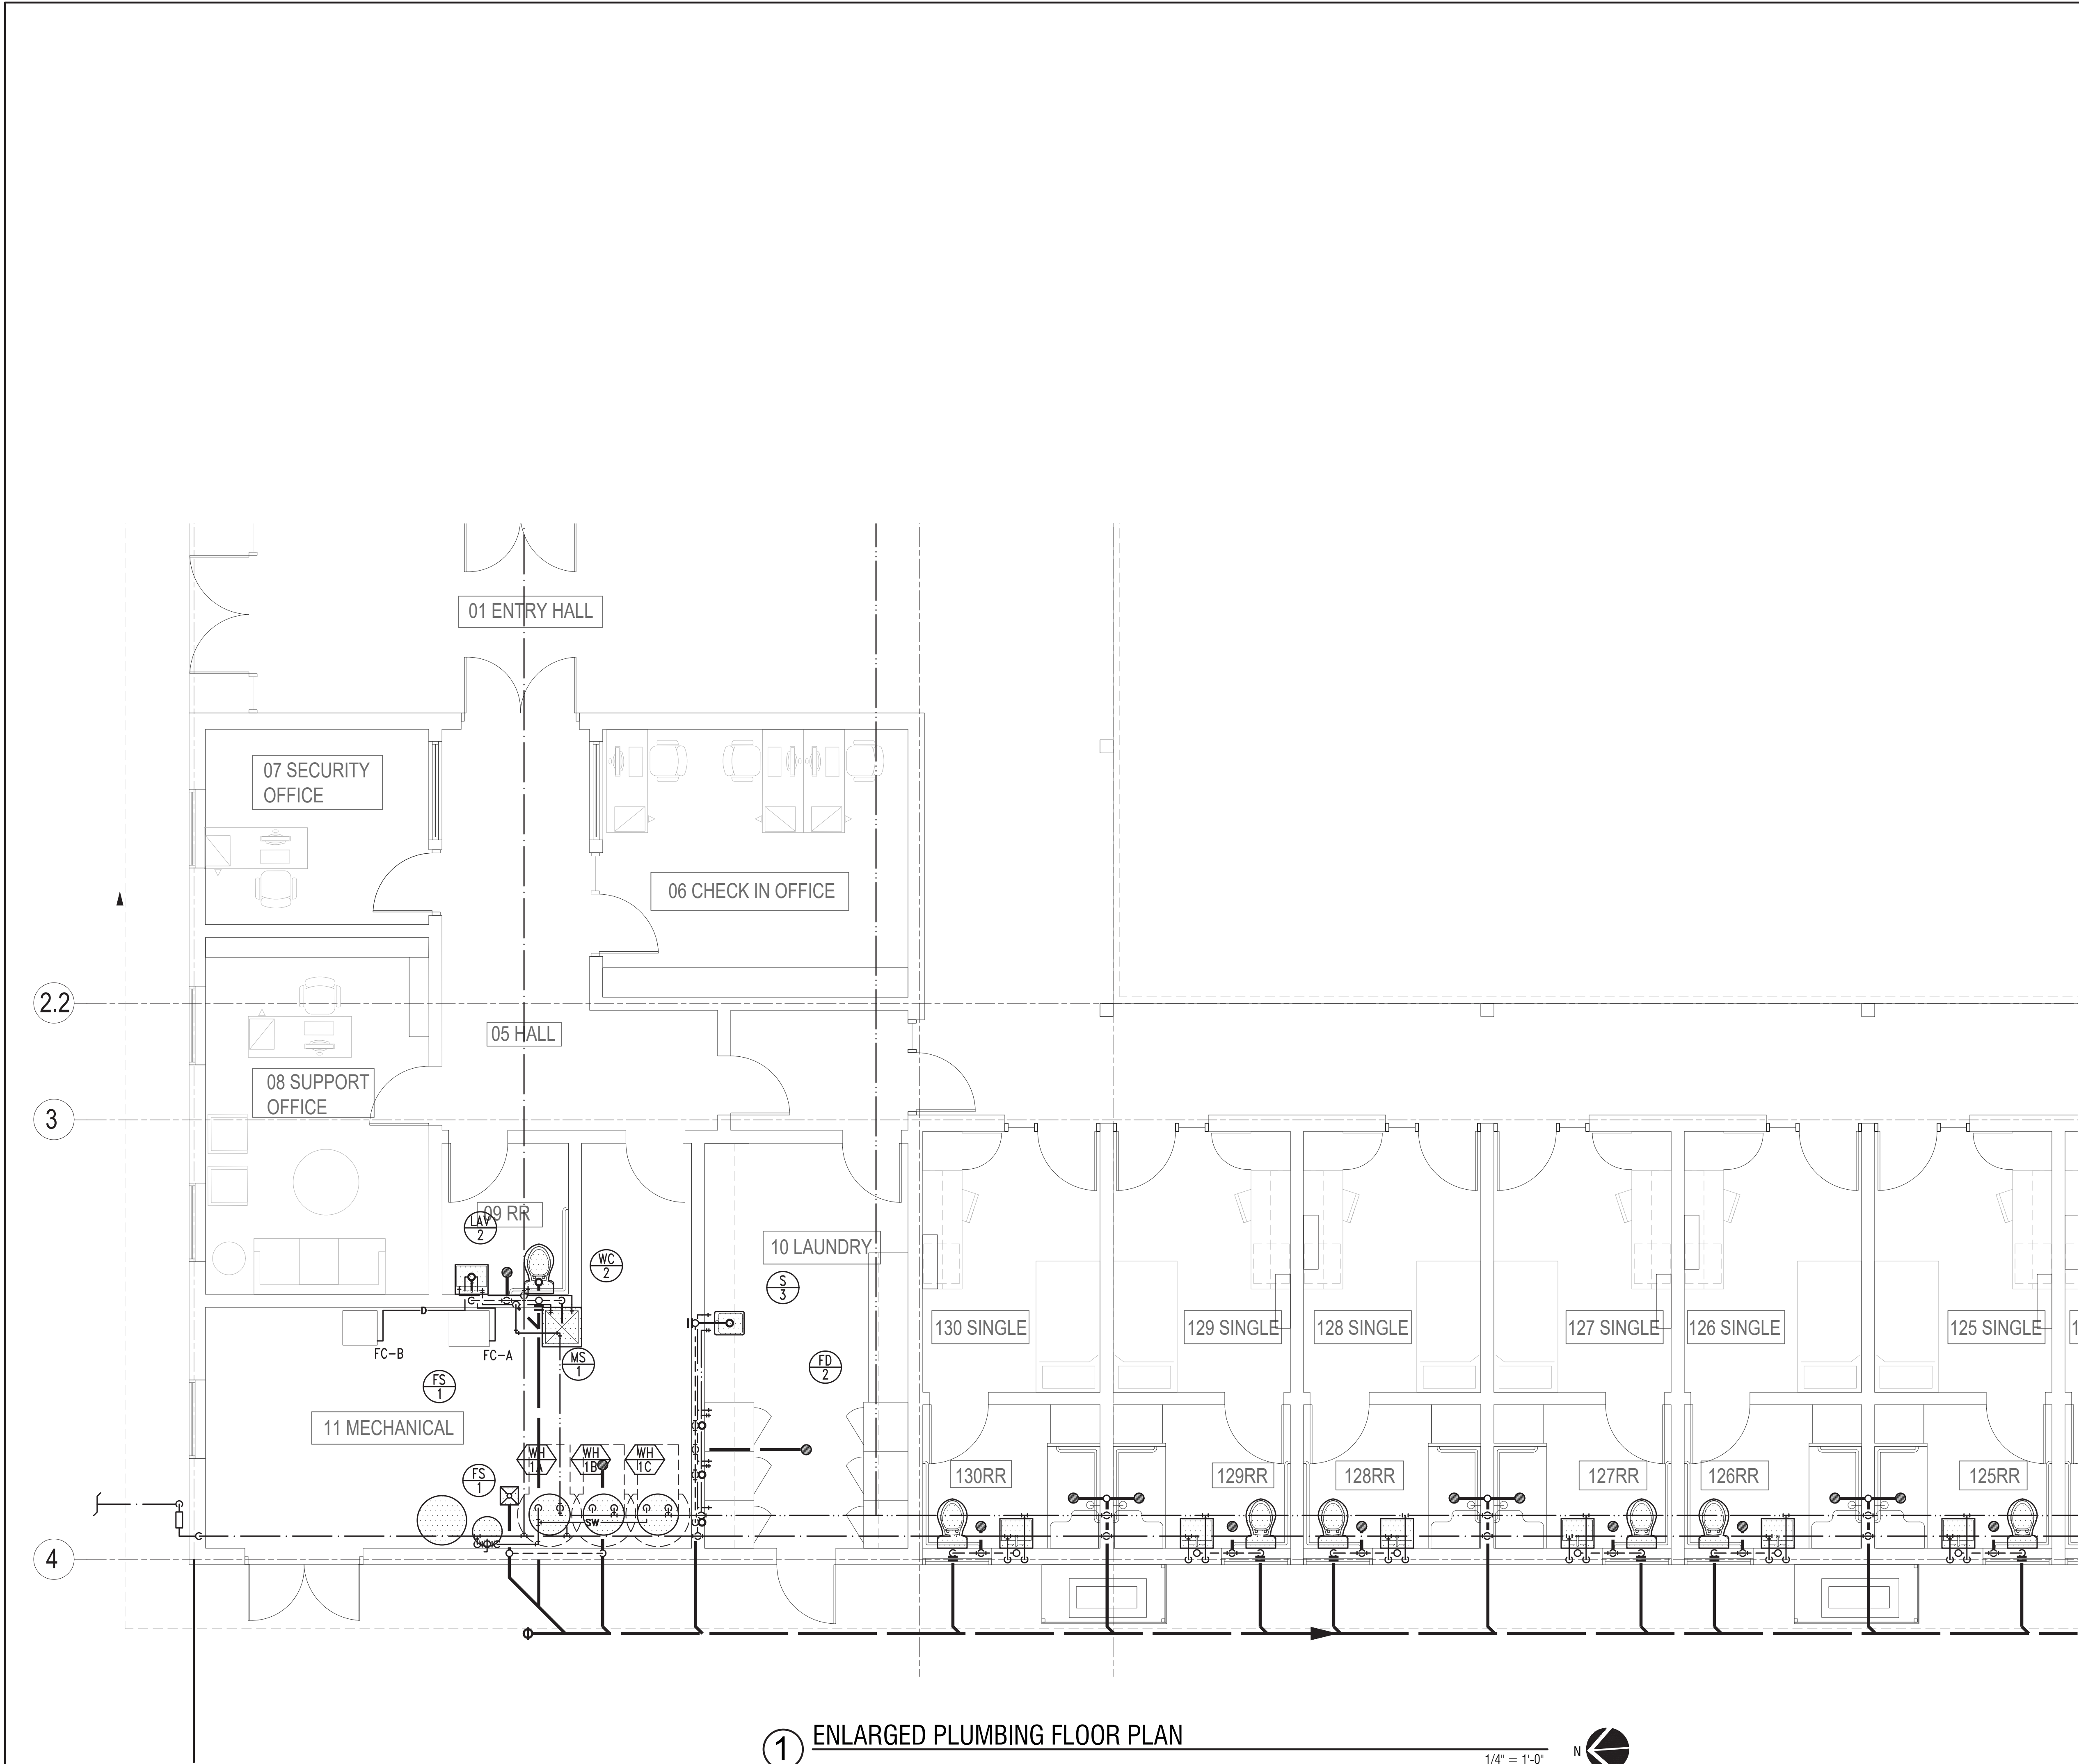 01 ENTRY HALL
07 SECURITY
OFFICE
06 CHECK IN OFFICE
2.2
05 HALL
08 SUPPORT
OFFICE
3
09 RR
LAV
2
WC
2
10 LAUNDRY
S
3
130 SINGLE
129 SINGLE
128 SINGLE
127 SINGLE
126 SINGLE
125 SINGLE
1
D
FC-B
FC-A
MS
1
FD
2
FS
1
11 MECHANICAL
WH
1A
WH
1B
WH
1C
FS
1
130RR
129RR
128RR
127RR
126RR
125RR
SW
4
1
ENLARGED PLUMBING FLOOR PLAN
1/4" = 1'-0"
N